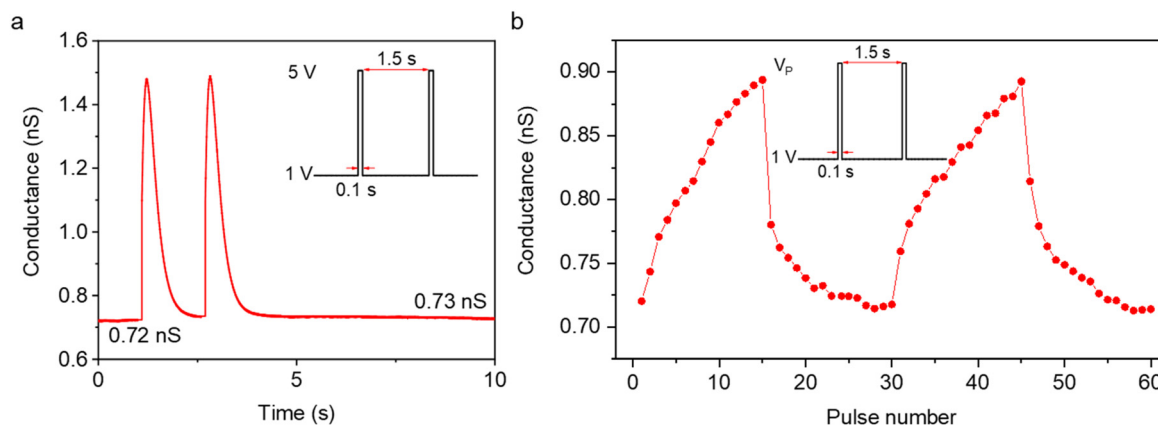 a
1.6
1.4
1.2
1.0
0.8
0.6
Conductance (nS)
5 V
1.5 s
1 V
0.1 s
0.72 nS
0.73 nS
0
5
10
Time (s)
b
0.90
0.85
0.80
0.75
0.70
Conductance (nS)
V_P
1.5 s
1 V
0.1 s
0
10
20
30
40
50
60
Pulse number